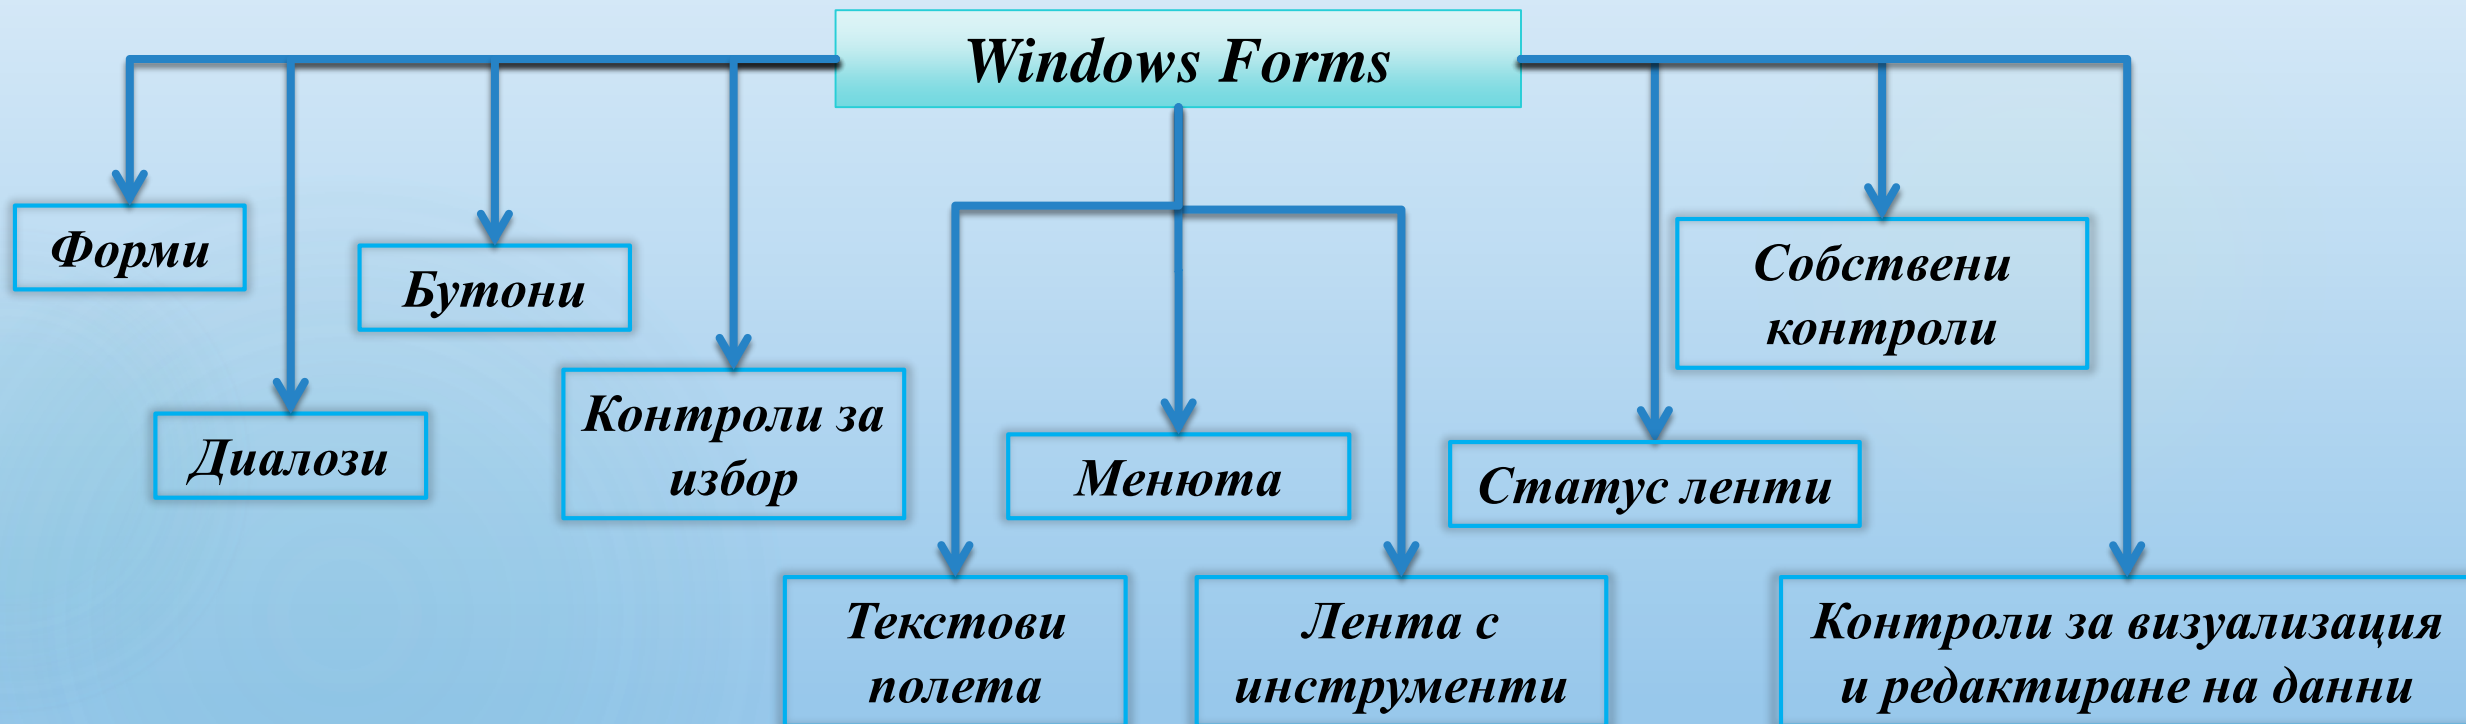 Windows Forms
Форми
Диалози
Бутони
Контроли за
избор
Текстови
полета
Менюта
Лента с
инструменти
Статус ленти
Собствени
контроли
Контроли за визуализация
и редактиране на данни